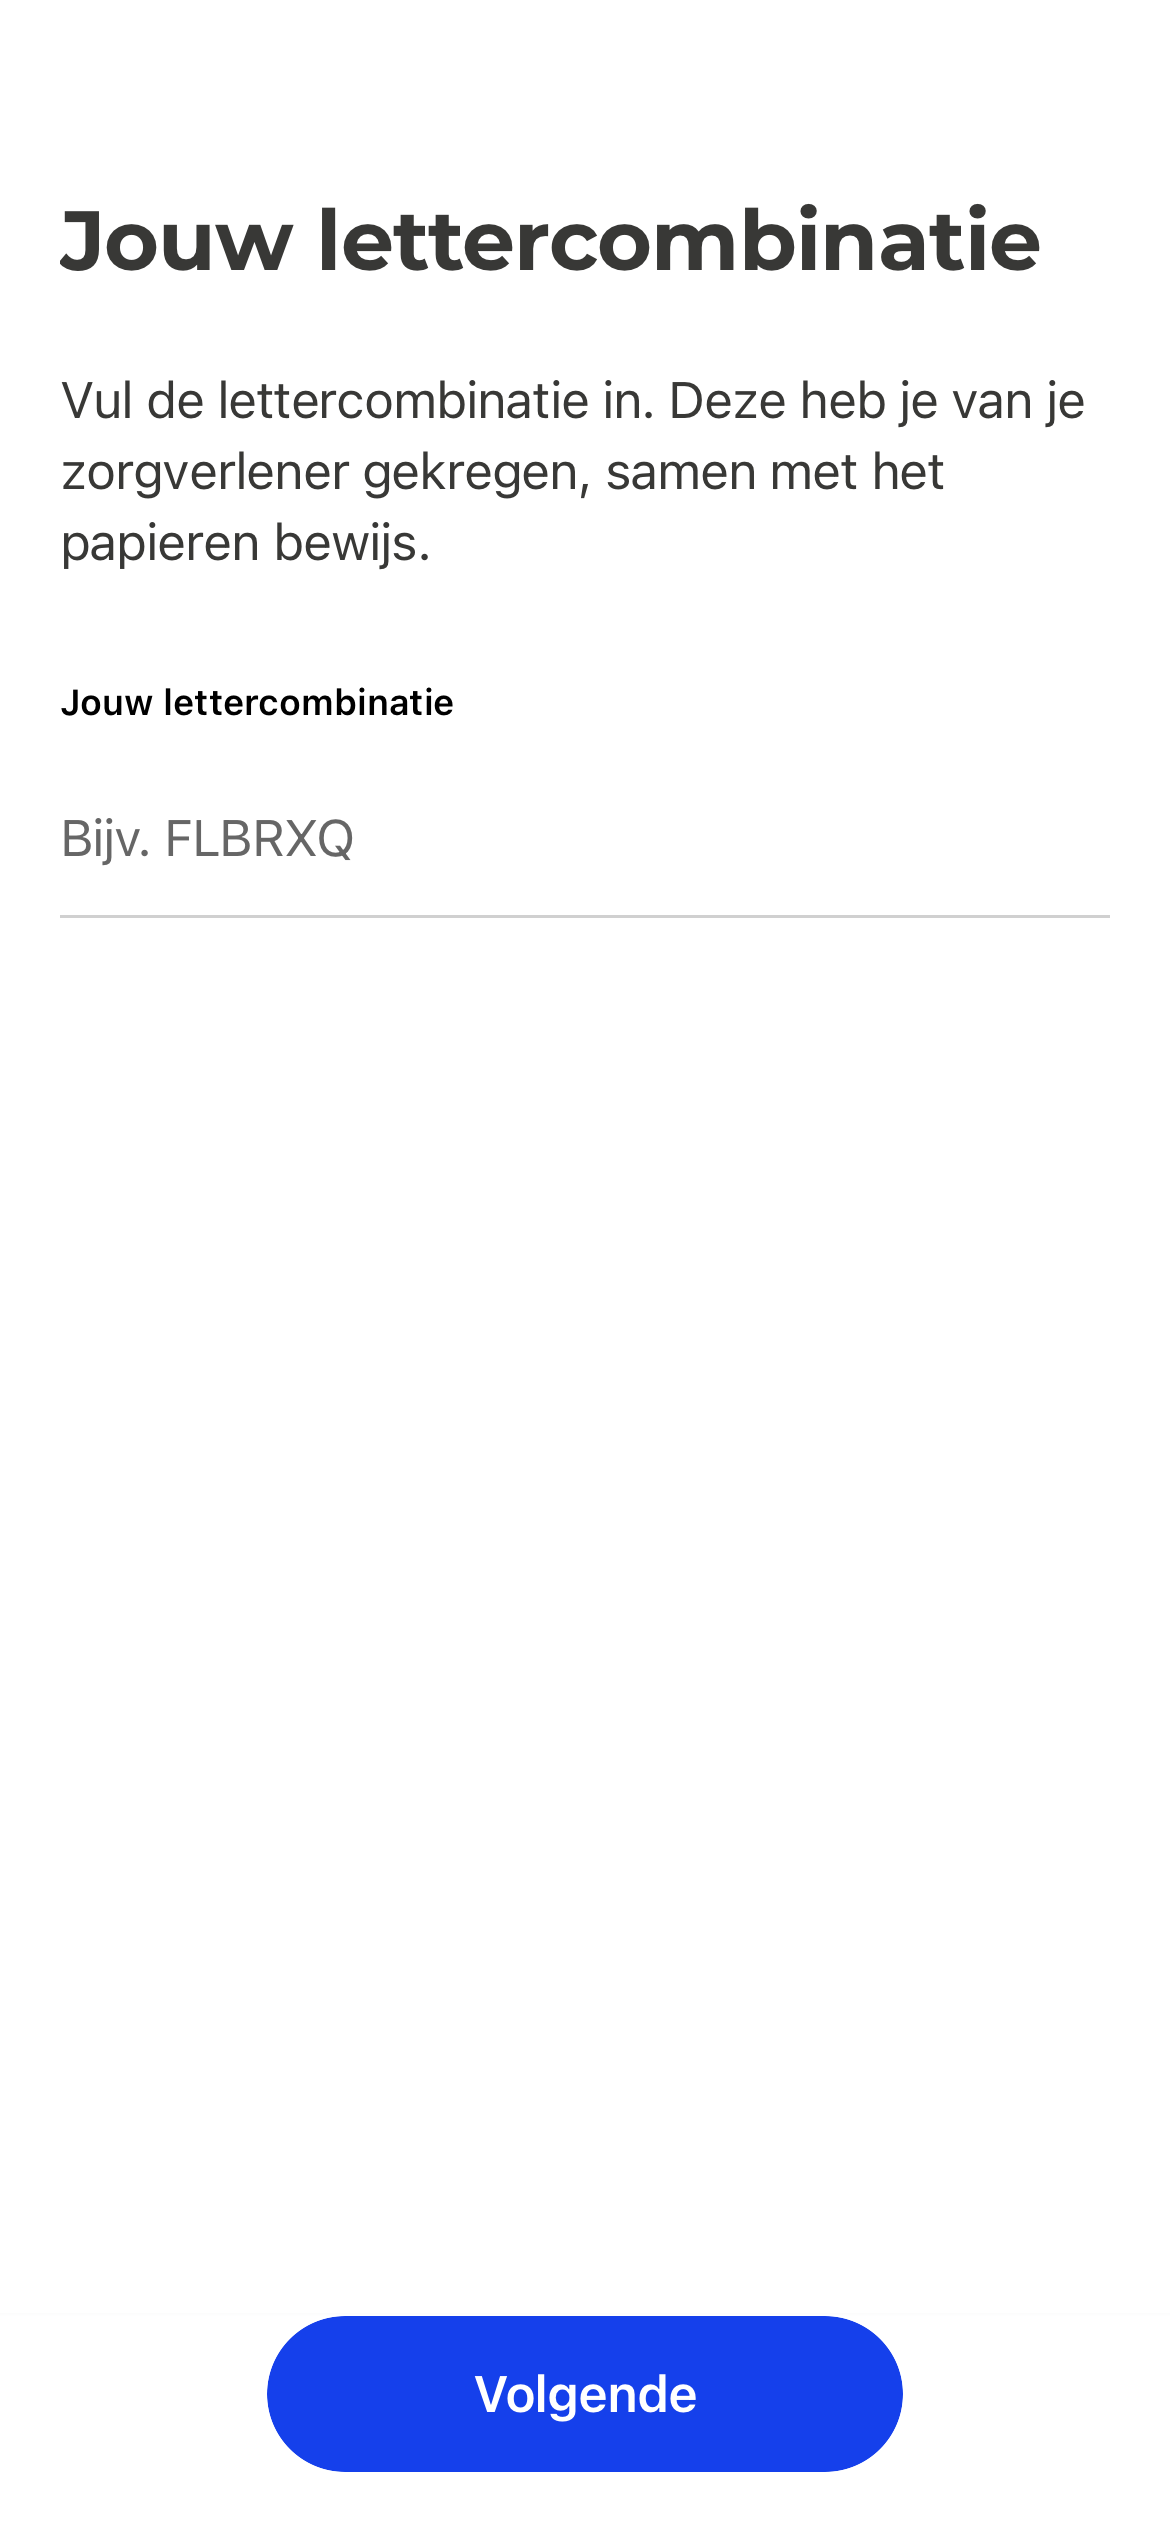 Jouw lettercombinatie
Vul de lettercombinatie in. Deze heb je van je
zorgverlener gekregen, samen met het
papieren bewijs.
Jouw lettercombinatie
Bijv. FLBRXQ
Volgende